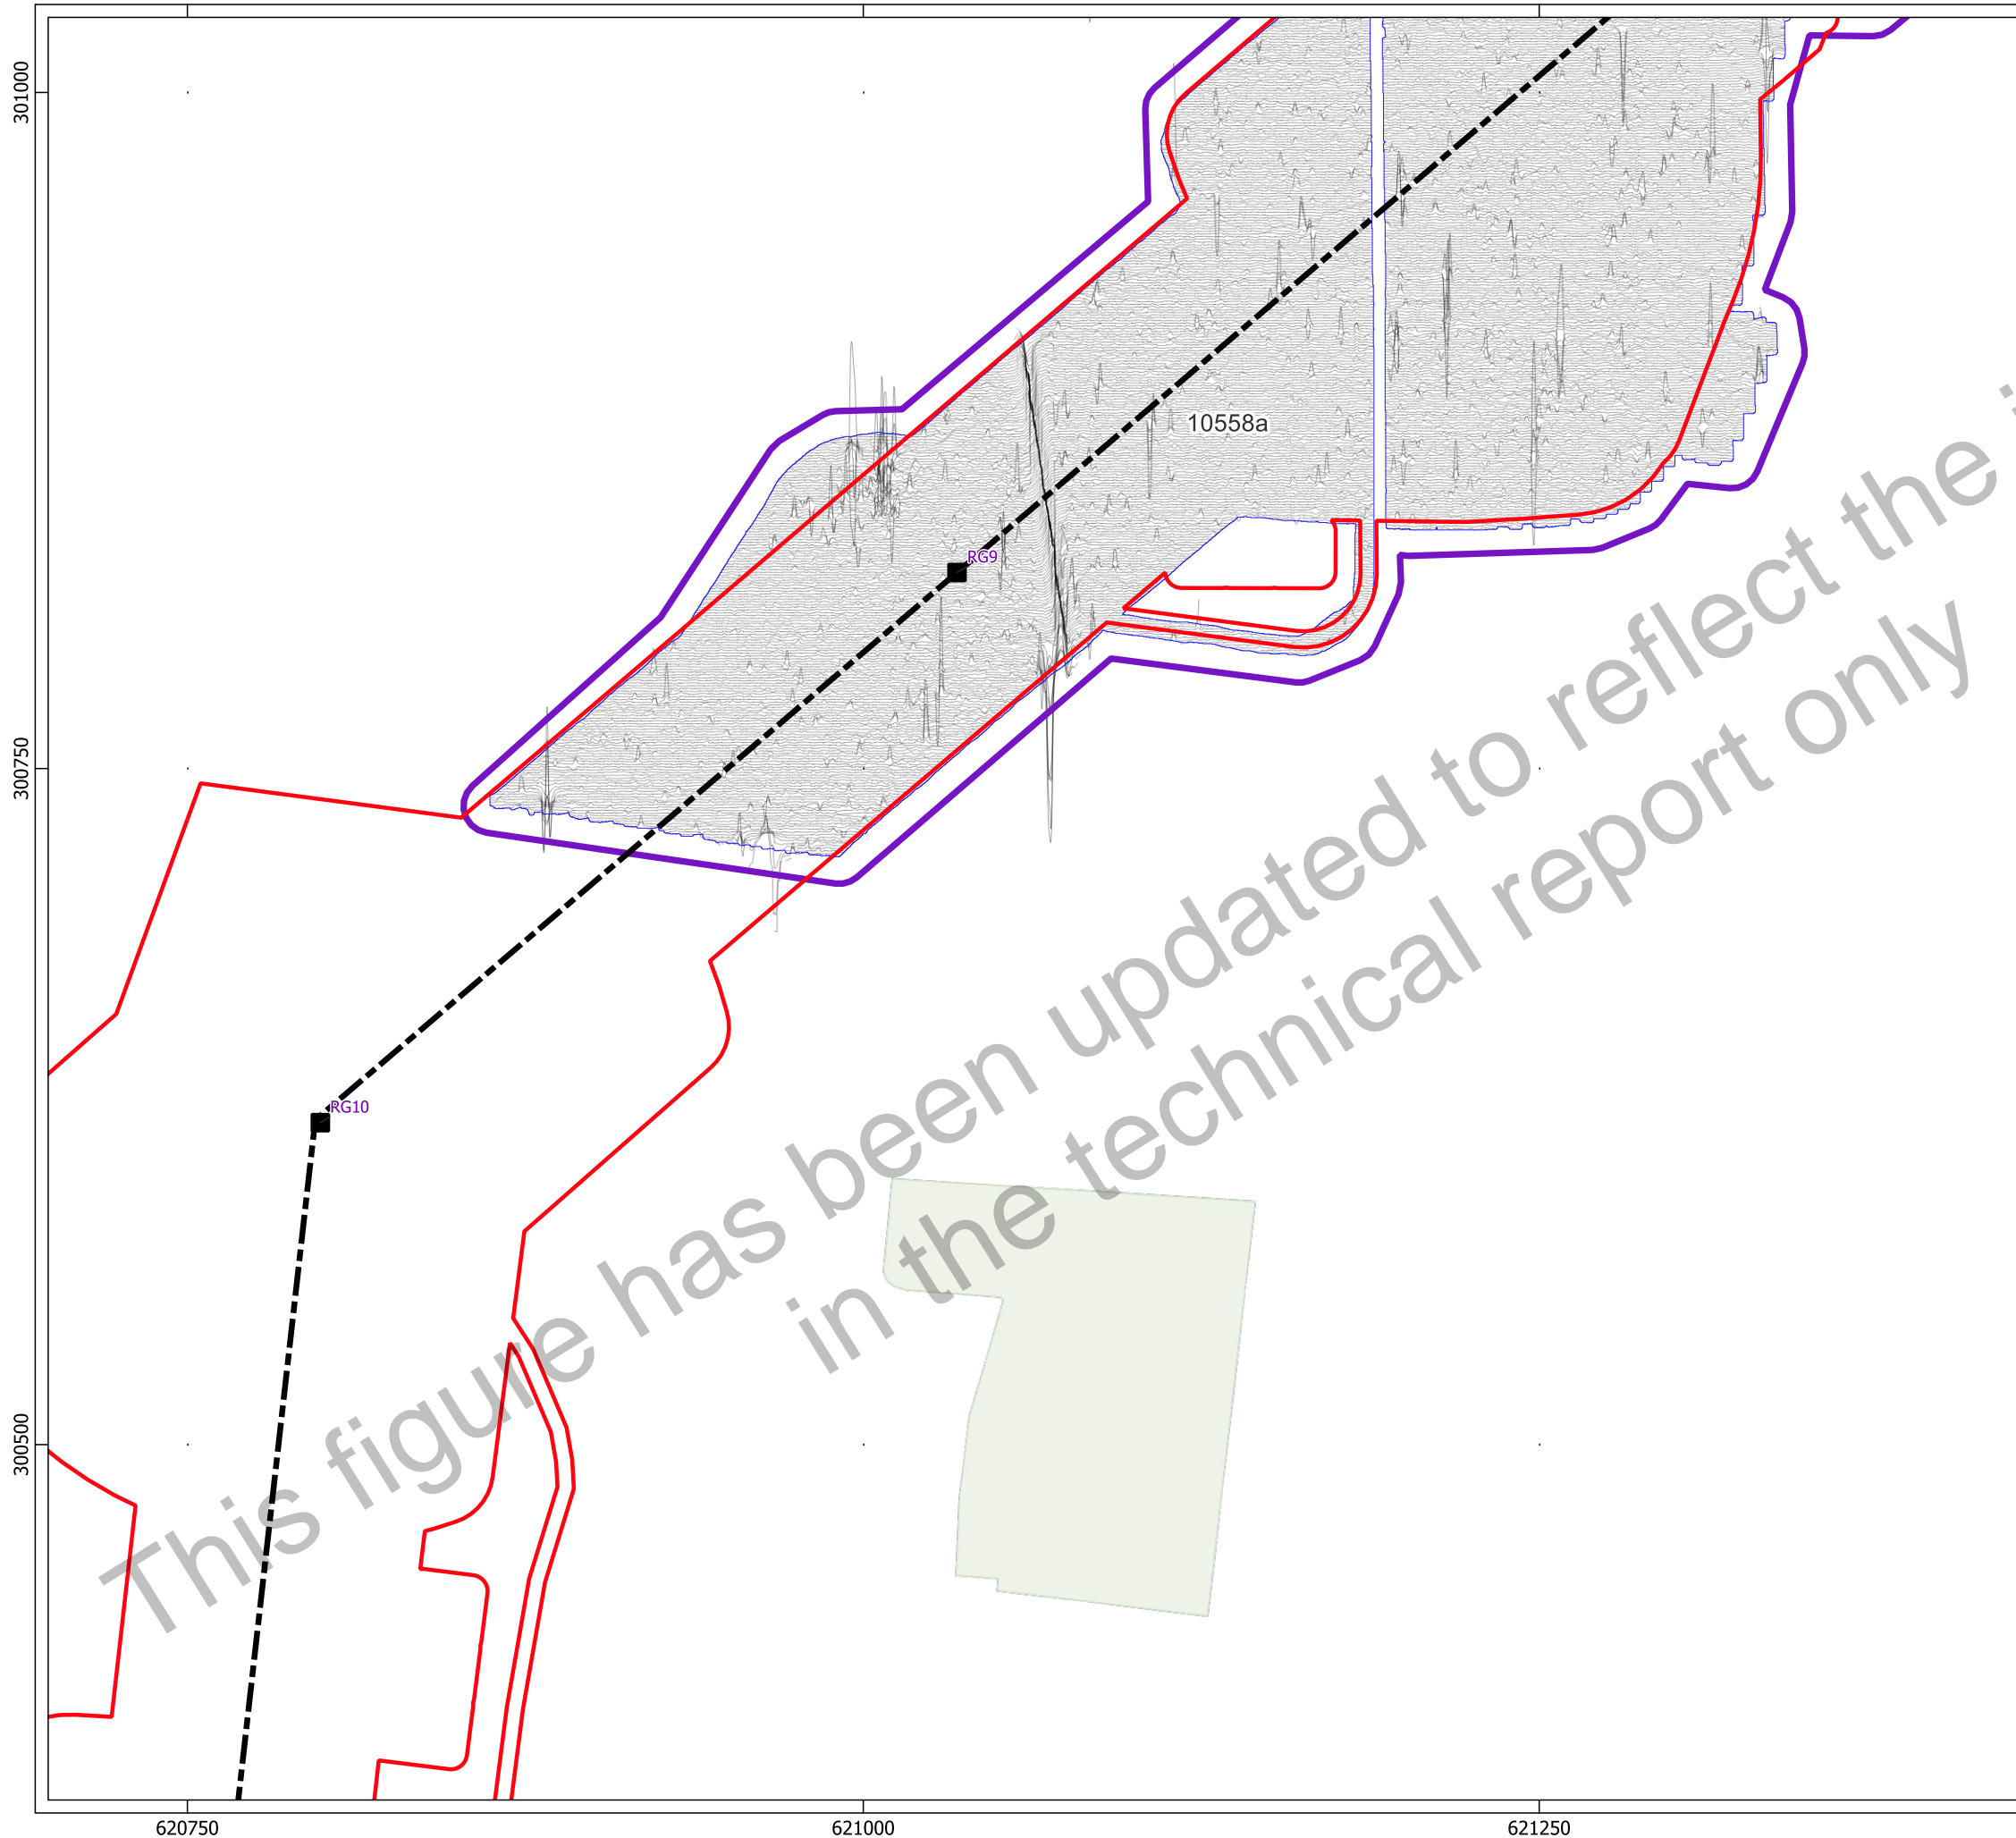 301000
10558a
RG9
300750
RG10
300500
This figure has been updated to reflect the
in the technical report only
620750
621000
621250